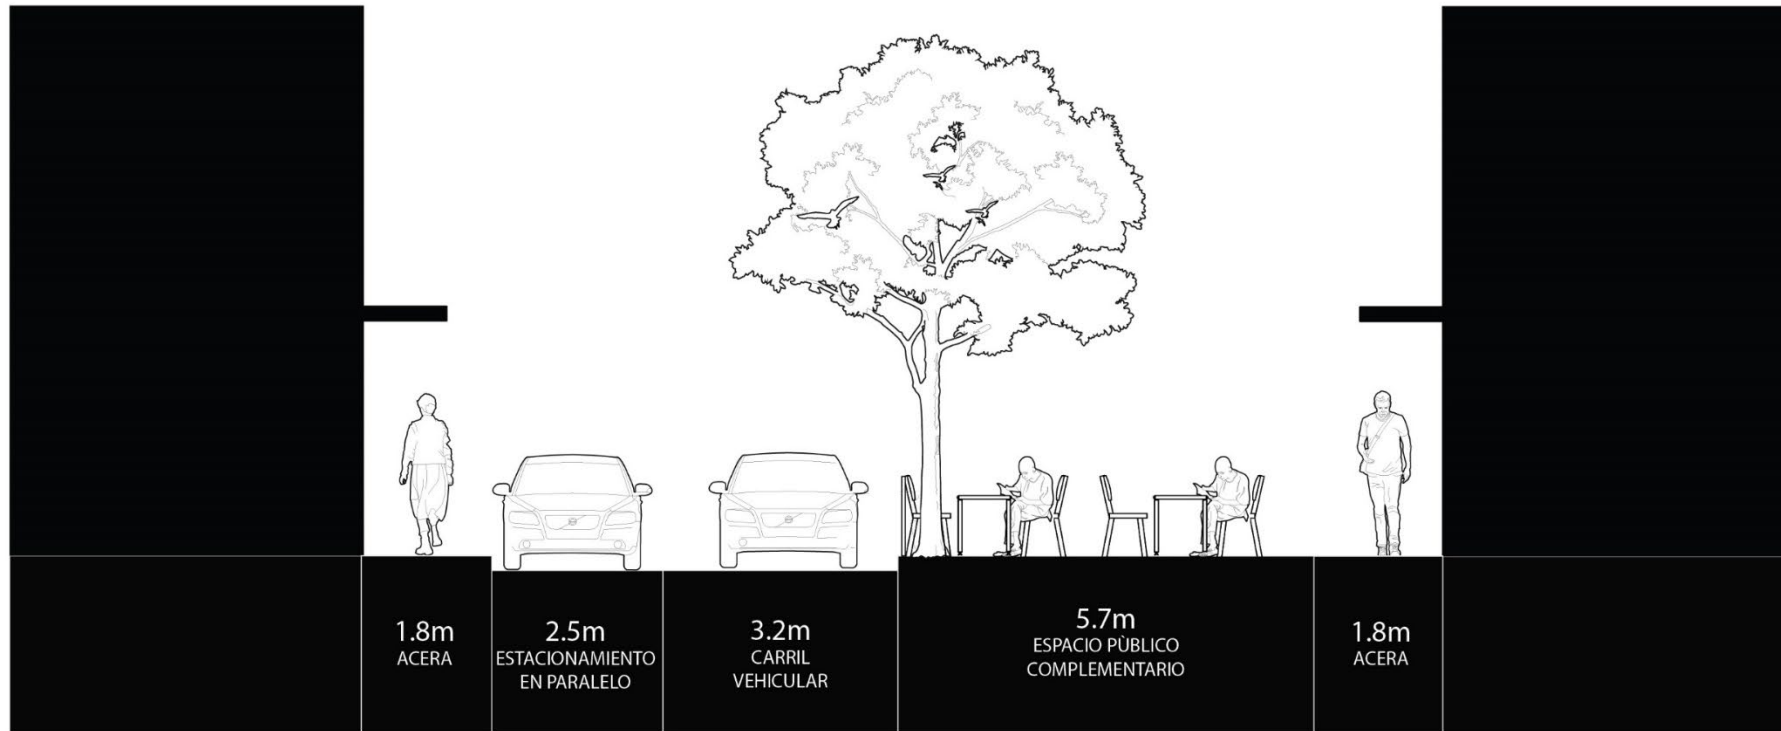 1.8m
ACERA
2.5m
ESTACIONAMIENTO
EN PARALELO
3.2m
CARRIL
VEHICULAR
5.7m
ESPACIO PÙBLICO
COMPLEMENTARIO
1.8m
ACERA